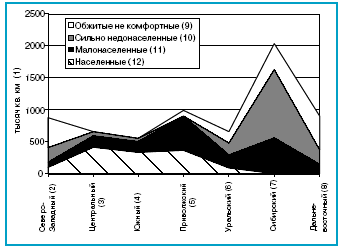 2500
2000
1500
1000
500
0
тысяч кв. км (1)
Обжитые не комфортные (9)
Сильно недонаселенные (10)
Малонаселенные (11)
Населенные (12)
Северо-
Западный (2)
Центральный
(3)
Южный (4)
Приволжский
(5)
Уральский (6)
Сибирский (7)
Дальне-
восточный (8)